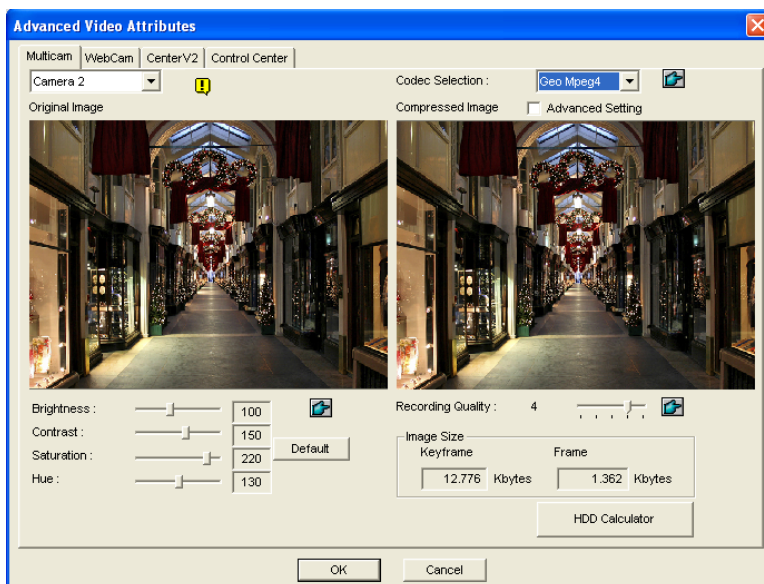 Advanced Video Attributes
Multicam WebCam CenterV2 Control Center
Camera 2
Codec Selection : Geo Mpeg4
Original Image
Compressed Image Advanced Setting
Brightness : 100
Contrast : 150
Saturation : 220
Hue : 130
Default
Recording Quality : 4
Image Size
Keyframe Frame
12.776 Kbytes 1.362 Kbytes
HDD Calculator
OK Cancel